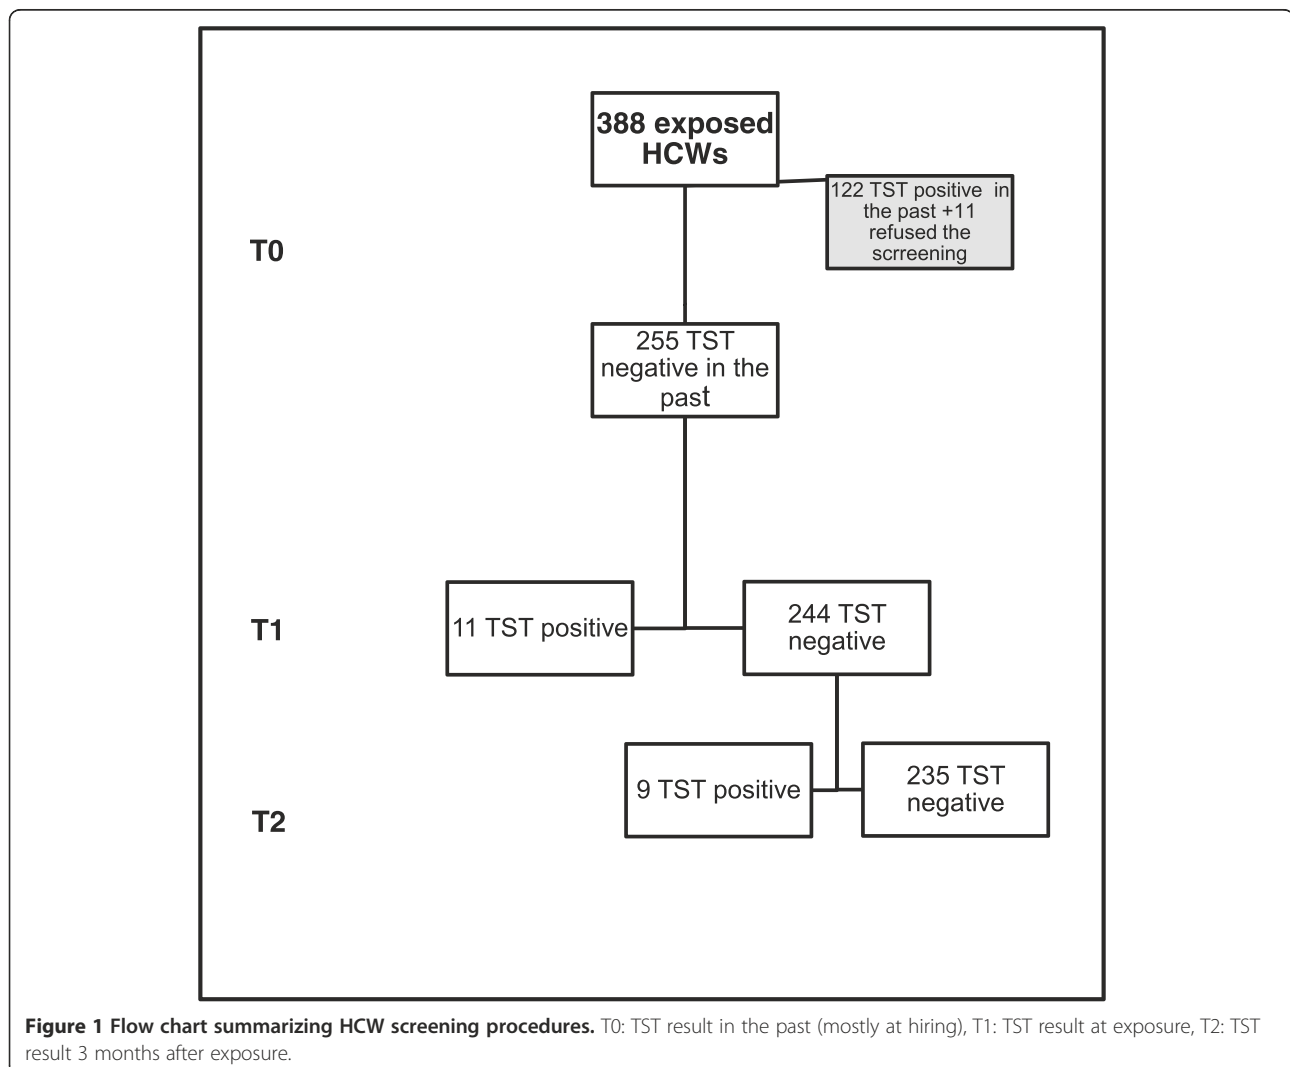 388 exposed
HCWs
122 TST positive in
the past +11
refused the
scrreening
T0
255 TST
negative in the
past
T1
11 TST positive
244 TST
negative
T2
9 TST positive
235 TST
negative
Figure 1 Flow chart summarizing HCW screening procedures. T0: TST result in the past (mostly at hiring), T1: TST result at exposure, T2: TST
result 3 months after exposure.